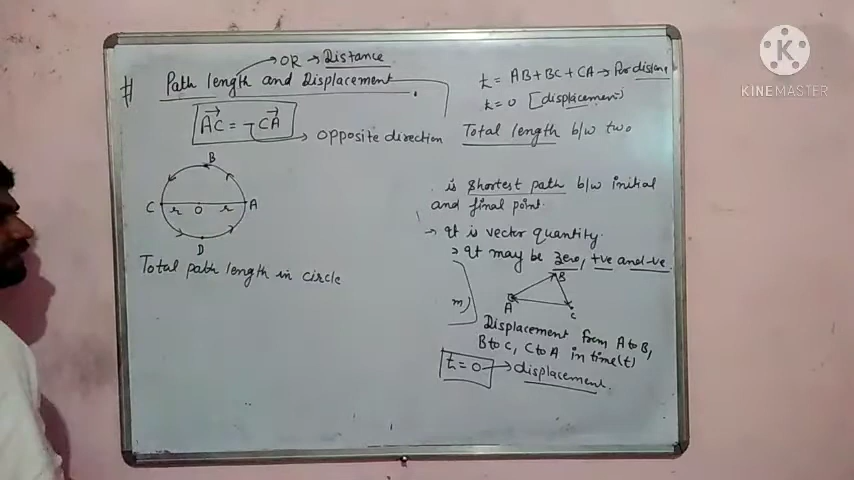 OR → Distance
# Path length and Displacement
AC = -CA
opposite direction
B
C r O r A
D
Total path length in circle
t = AB + BC + CA → For distance
t = 0 [displacement]
Total length b/w two
is shortest path b/w initial
and final point.
→ It is vector quantity.
→ It may be zero, +ve and -ve
B
A
C
m)
Displacement from A to B,
B to C, C to A in time(t)
t = 0 → displacement.
K
KINEMASTER